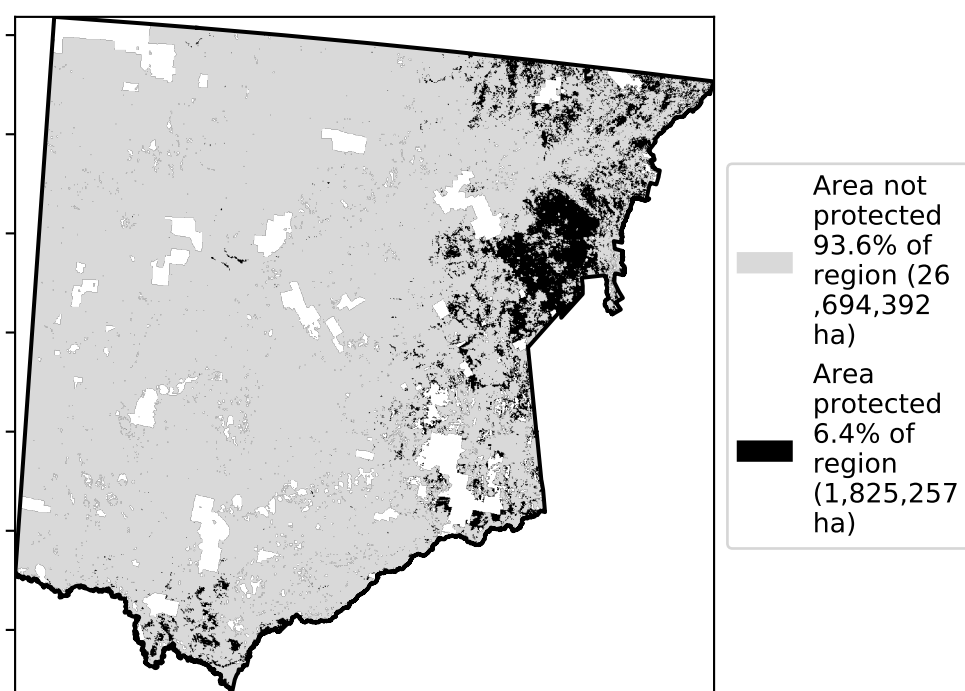 Area not
protected
93.6% of
region (26
,694,392
ha)
Area
protected
6.4% of
region
(1,825,257
ha)